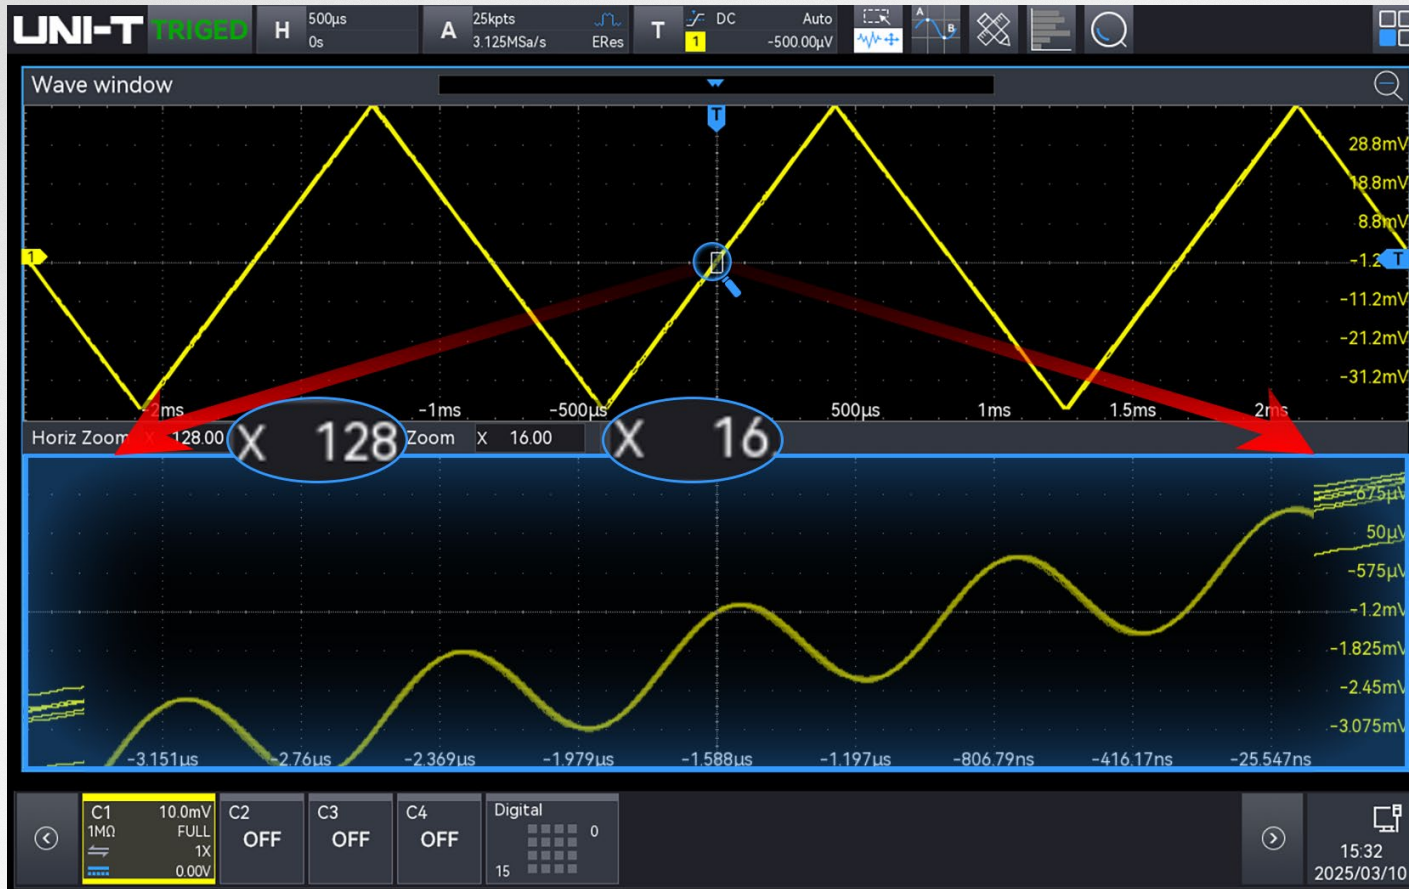 UNI-T TRIGED H 500µs A 25kpts T DC Auto
0s 3.125MSa/s ERes 1 -500.00µV
A B
Wave window
T
28.8mV
18.8mV
8.8mV
1
-1.2 T
-11.2mV
-21.2mV
-31.2mV
-2ms -1ms -500µs 500µs 1ms 1.5ms 2ms
Horiz Zoom X 128.00 X 128 Zoom X 16.00 X 16.
675µV
50µV
-575µV
-1.2mV
-1.825mV
-2.45mV
-3.075mV
-3.151µs -2.76µs -2.369µs -1.979µs -1.588µs -1.197µs -806.79ns -416.17ns -25.547ns
C1 10.0mV C2 C3 C4 Digital
1MΩ FULL OFF OFF OFF 0
1X
0.00V 15
15:32
2025/03/10